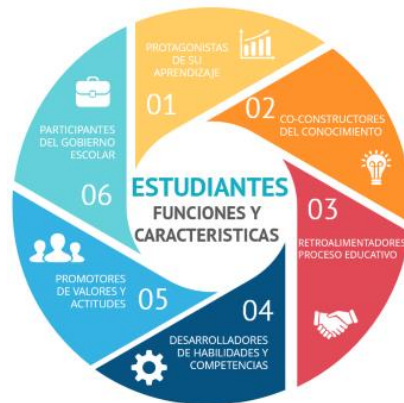 ESTUDIANTES
FUNCIONES Y
CARACTERISTICAS
01
PROTAGONISTAS
DE SU
APRENDIZAJE
02
CO-CONSTRUCTORES
DEL CONOCIMIENTO
03
RETROALIMENTADORES
PROCESO EDUCATIVO
04
DESARROLLADORES
DE HABILIDADES Y
COMPETENCIAS
05
PROMOTORES
DE VALORES Y
ACTITUDES
06
PARTICIPANTES
DEL GOBIERNO
ESCOLAR